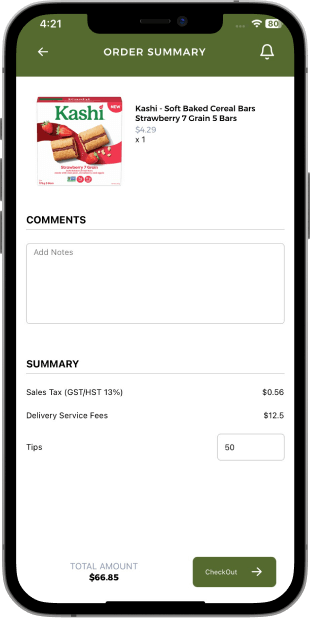 4:21
80
ORDER SUMMARY
Kashi
NEW
Strawberry 7 Grain
Kashi - Soft Baked Cereal Bars
Strawberry 7 Grain 5 Bars
$4.29
x 1
COMMENTS
Add Notes
SUMMARY
Sales Tax (GST/HST 13%)
$0.56
Delivery Service Fees
$12.5
Tips
50
TOTAL AMOUNT
$66.85
CheckOut